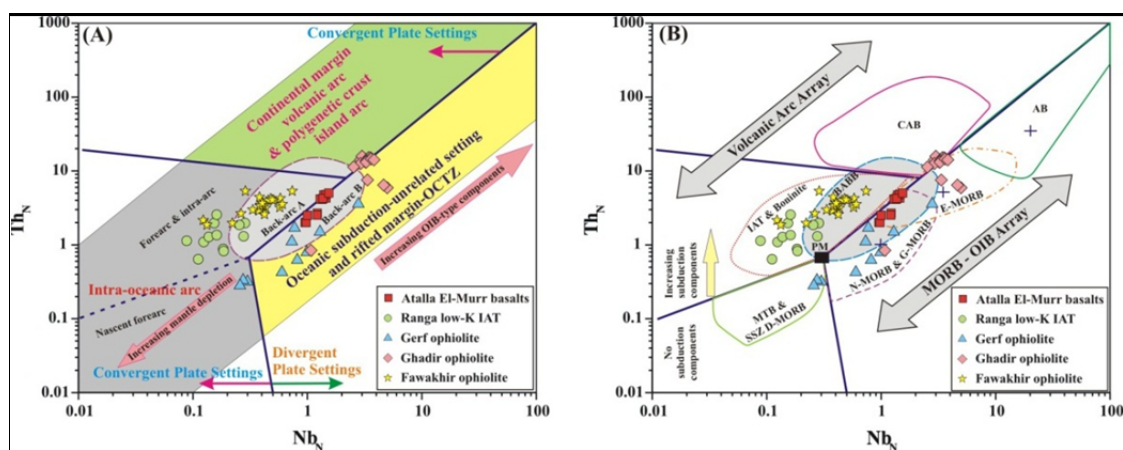 (A)
Convergent Plate Settings
Continental margin
volcanic arc
& polygenetic crust
island arc
Forearc & intra-arc
Back-arc A
Back-arc B
Oceanic subduction-unrelated setting
and rifted margin-OCTZ
Increasing OIB-type components
Intra-oceanic arc
Nascent forearc
Increasing mantle depletion
Convergent Plate Settings
Divergent
Plate Settings
Atalla El-Murr basalts
Ranga low-K IAT
Gerf ophiolite
Ghadir ophiolite
Fawakhir ophiolite
1000
100
10
1
0.1
0.01
Th_N
0.01
0.1
1
10
100
Nb_N
(B)
Volcanic Arc Array
CAB
AB
IAT & Boninite
BABB
E-MORB
PM
N-MORB & G-MORB
MORB - OIB Array
MTB &
SSZ D-MORB
Increasing
subduction
components
No
subduction
components
Atalla El-Murr basalts
Ranga low-K IAT
Gerf ophiolite
Ghadir ophiolite
Fawakhir ophiolite
1000
100
10
1
0.1
0.01
Th_N
0.01
0.1
1
10
100
Nb_N